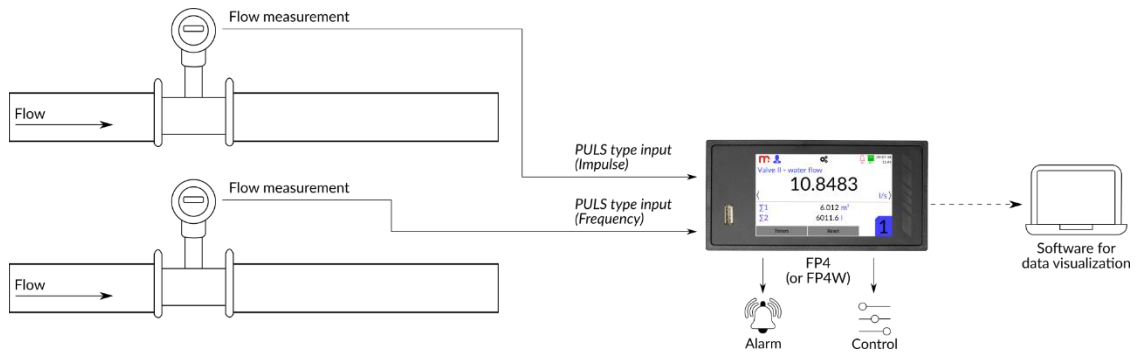 Flow measurement
Flow
PULS type input
(Impulse)
Flow measurement
PULS type input
(Frequency)
Flow
Valve II - water flow
10.8483
l/s
∑1 6.012 m³
∑2 6011.6 l
Reset
1
FP4
(or FP4W)
Alarm
Control
Software for
data visualization